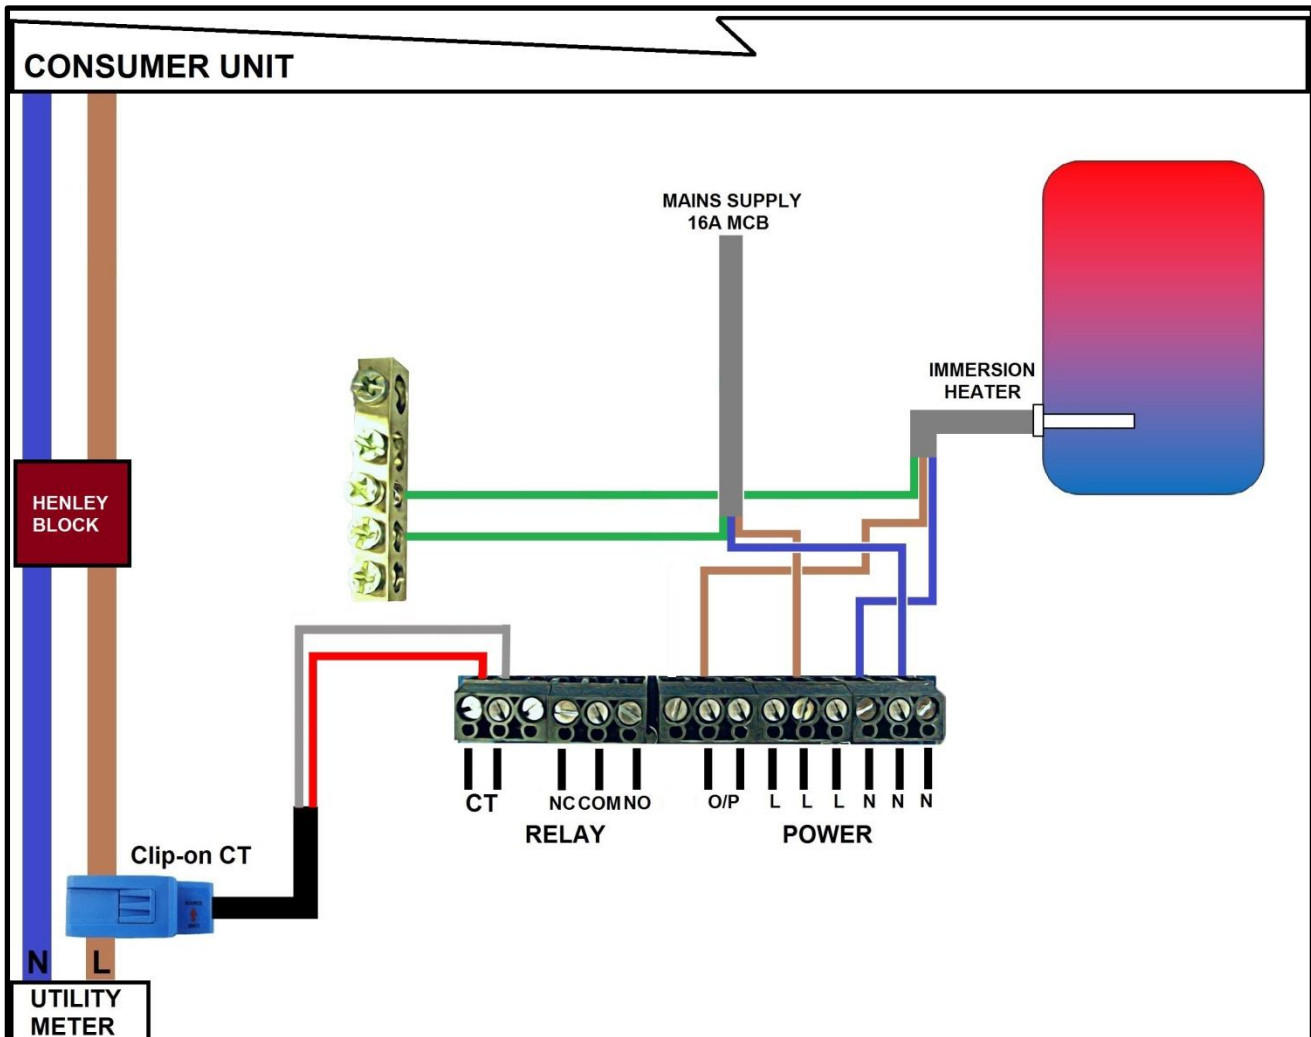 CONSUMER UNIT
MAINS SUPPLY
16A MCB
IMMERSION
HEATER
HENLEY
BLOCK
CT
NC COM NO
O/P L L L N N N
RELAY
POWER
Clip-on CT
N L
UTILITY
METER